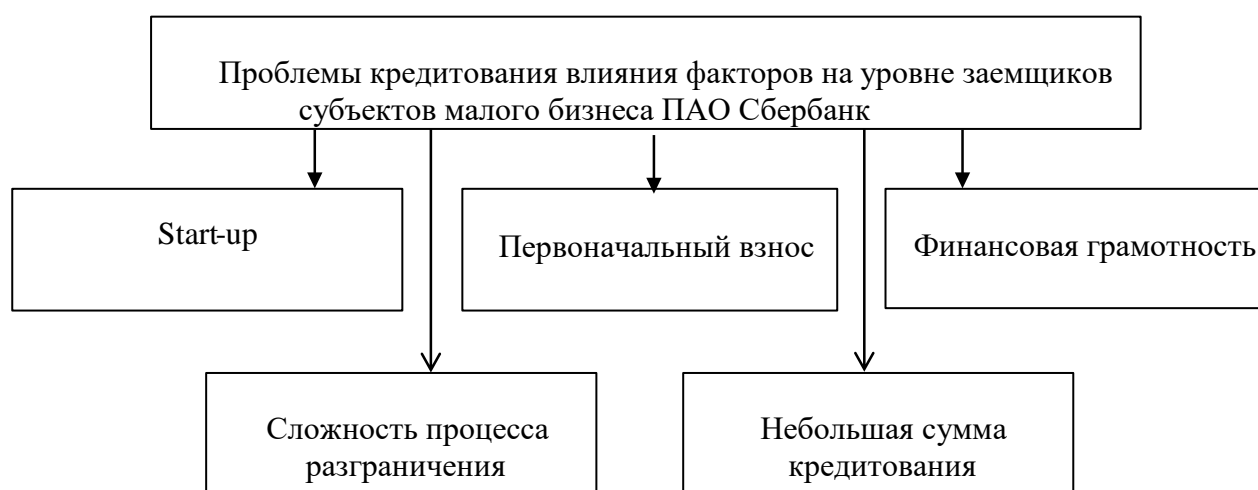 Проблемы кредитования влияния факторов на уровне заемщиков
субъектов малого бизнеса ПАО Сбербанк
Start-up
Первоначальный взнос
Финансовая грамотность
Сложность процесса
разграничения
Небольшая сумма
кредитования